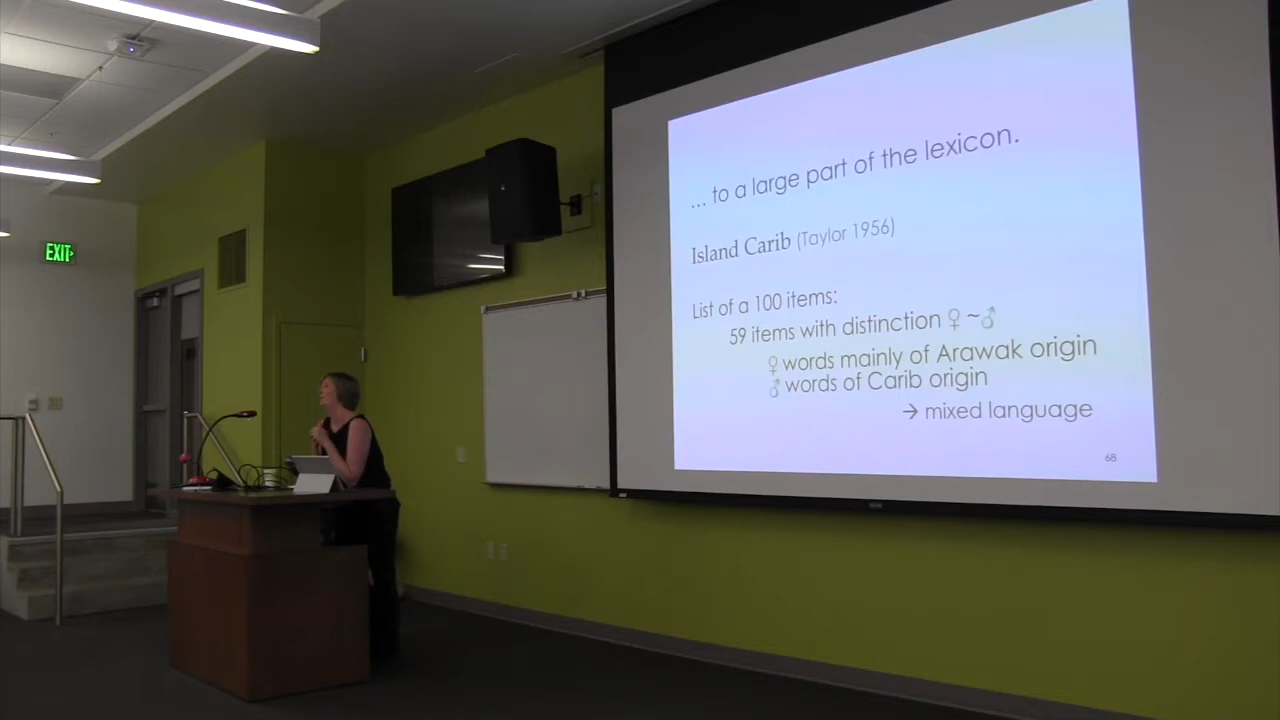 EXIT
... to a large part of the lexicon.
Island Carib (Taylor 1956)
List of a 100 items:
59 items with distinction ♀ ~ ♂
♀ words mainly of Arawak origin
♂ words of Carib origin
→ mixed language
68